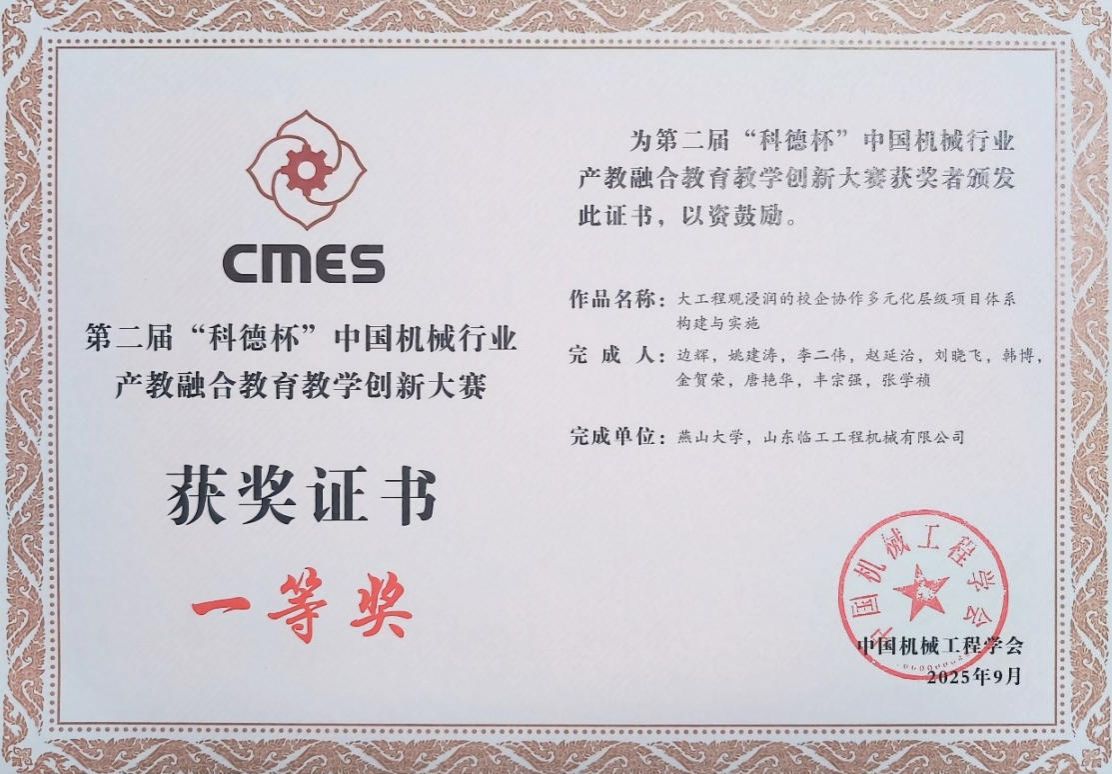 CMES
第二届“科德杯”中国机械行业
产教融合教育教学创新大赛
获奖证书
一等奖
为第二届“科德杯”中国机械行业
产教融合教育教学创新大赛获奖者颁发
此证书，以资鼓励。
作品名称：大工程观浸润的校企协作多元化层级项目体系
构建与实施
完 成 人：边辉，姚建涛，李二伟，赵延治，刘晓飞，韩博，
金贺荣，唐艳华，丰宗强，张学祯
完成单位：燕山大学，山东临工工程机械有限公司
中国机械工程学会
中国机械工程学会
2025年9月